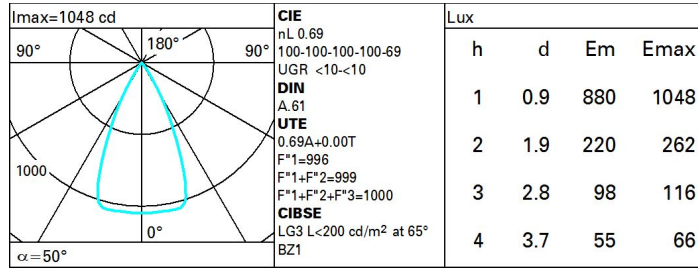 Imax=1048 cd
90° 180° 90°
1000
0°
α=50°
CIE
nL 0.69
100-100-100-100-69
UGR <10-<10
DIN
A.61
UTE
0.69A+0.00T
F"1=996
F"1+F"2=999
F"1+F"2+F"3=1000
CIBSE
LG3 L<200 cd/m² at 65°
BZ1
Lux
h d Em Emax
1 0.9 880 1048
2 1.9 220 262
3 2.8 98 116
4 3.7 55 66